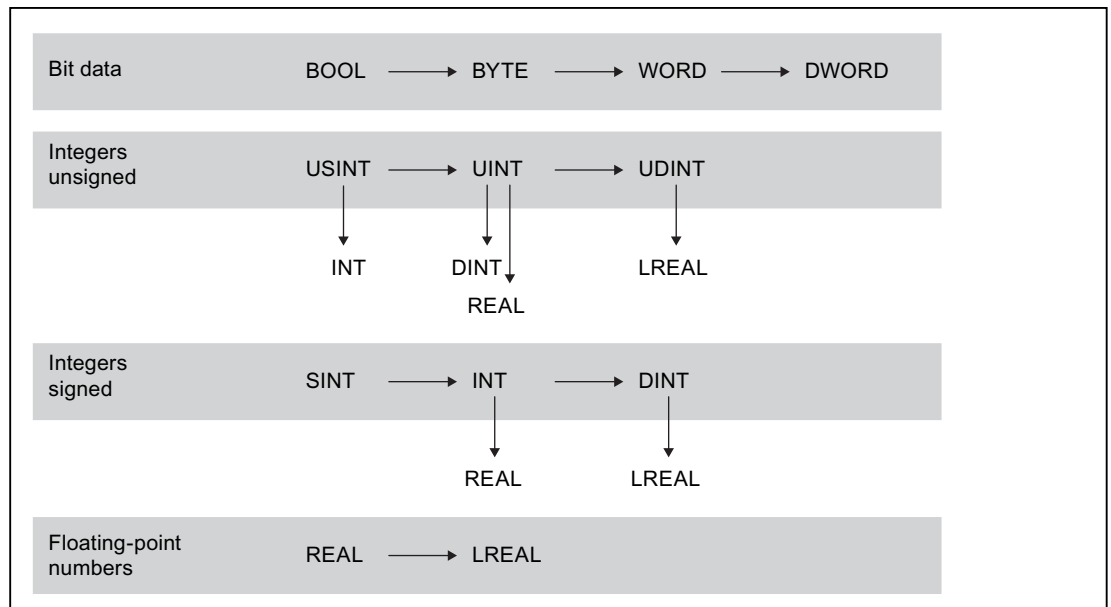 Bit data BOOL BYTE WORD DWORD
Integers
unsigned
USINT UINT UDINT
INT DINT LREAL
REAL
Integers
signed
SINT INT DINT
REAL LREAL
Floating-point
numbers
REAL LREAL